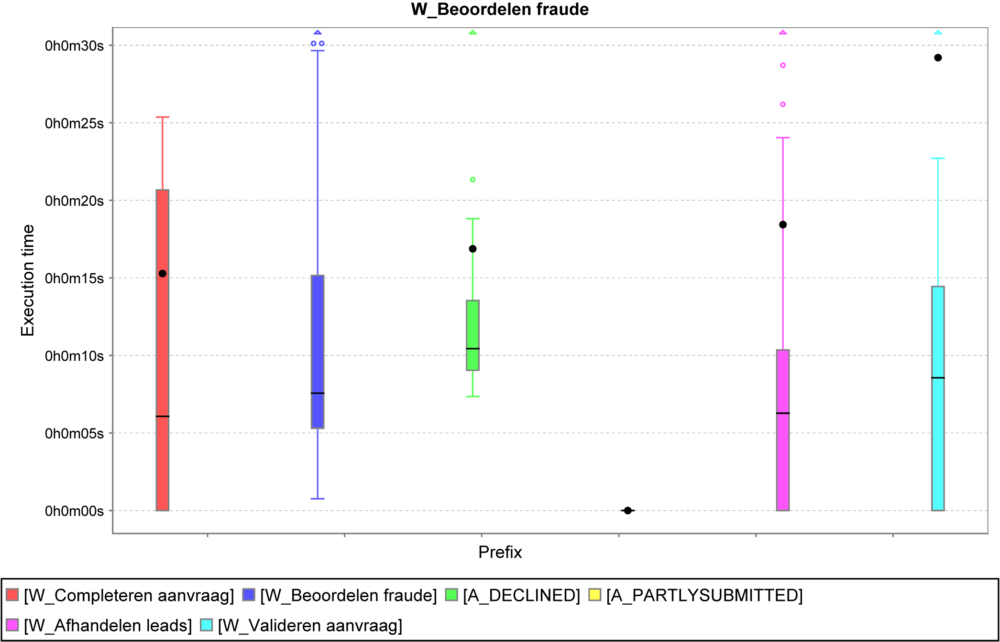 W_Beoordelen fraude
0h0m30s
0h0m25s
0h0m20s
0h0m15s
0h0m10s
0h0m05s
0h0m00s
Execution time
Prefix
[W_Completeren aanvraag] [W_Beoordelen fraude] [A_DECLINED] [A_PARTLYSUBMITTED]
[W_Afhandelen leads] [W_Valideren aanvraag]